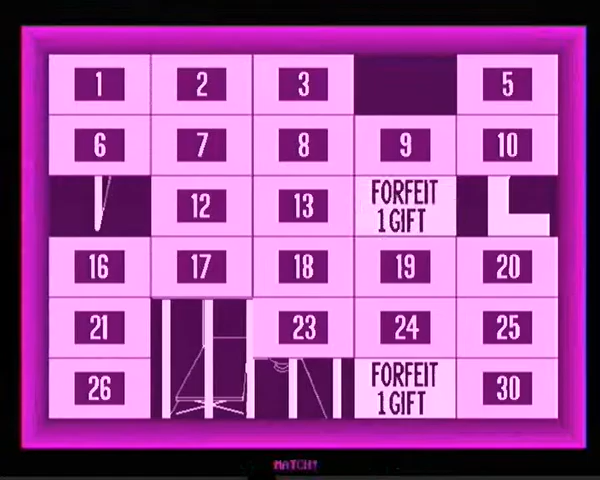 1 2 3 5
6 7 8 9 10
12 13 FORFEIT
1 GIFT
16 17 18 19 20
21 23 24 25
26 FORFEIT
1 GIFT 30
MATCH!